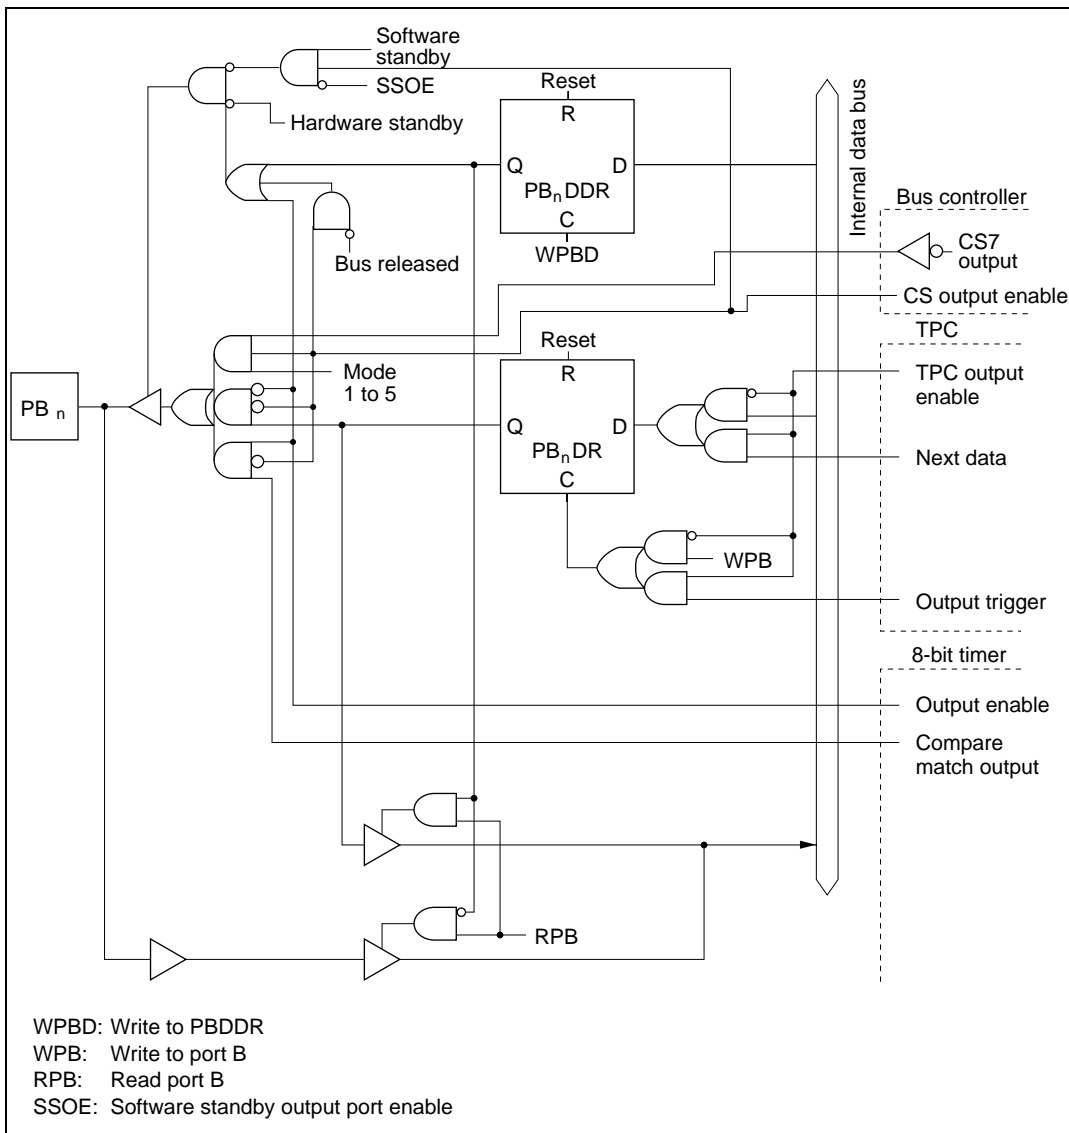 Software
standby
SSOE
Hardware standby
Reset
R
Q
D
PBnDDR
C
WPBD
Bus released
Internal data bus
Bus controller
CS7
output
CS output enable
TPC
Reset
R
Mode
1 to 5
PB n
Q
D
PBnDR
C
TPC output
enable
Next data
WPB
Output trigger
8-bit timer
Output enable
Compare
match output
RPB
WPBD: Write to PBDDR
WPB: Write to port B
RPB: Read port B
SSOE: Software standby output port enable